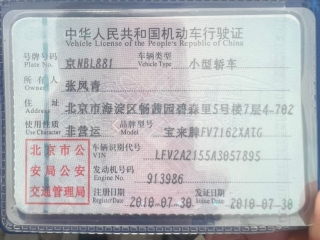 中华人民共和国机动车行驶证
Vehicle License of the People's Republic of China
号牌号码 京NBL881 车辆类型 小型轿车
Plate No. Vehicle Type
所有人 张凤青
Owner
住址 北京市海淀区畅茜园碧森里5号楼7层4-702
Address
使用性质 非营运 品牌型号 宝来牌FV7162XATG
Use Character
北京市公 车辆识别代号 LFV2A2155A3057895
VIN
安局公安 发动机号码 913986
Engine No.
交通管理局 注册日期 2010-07-30 发证日期 2010-07-30
Register Date Issue Date